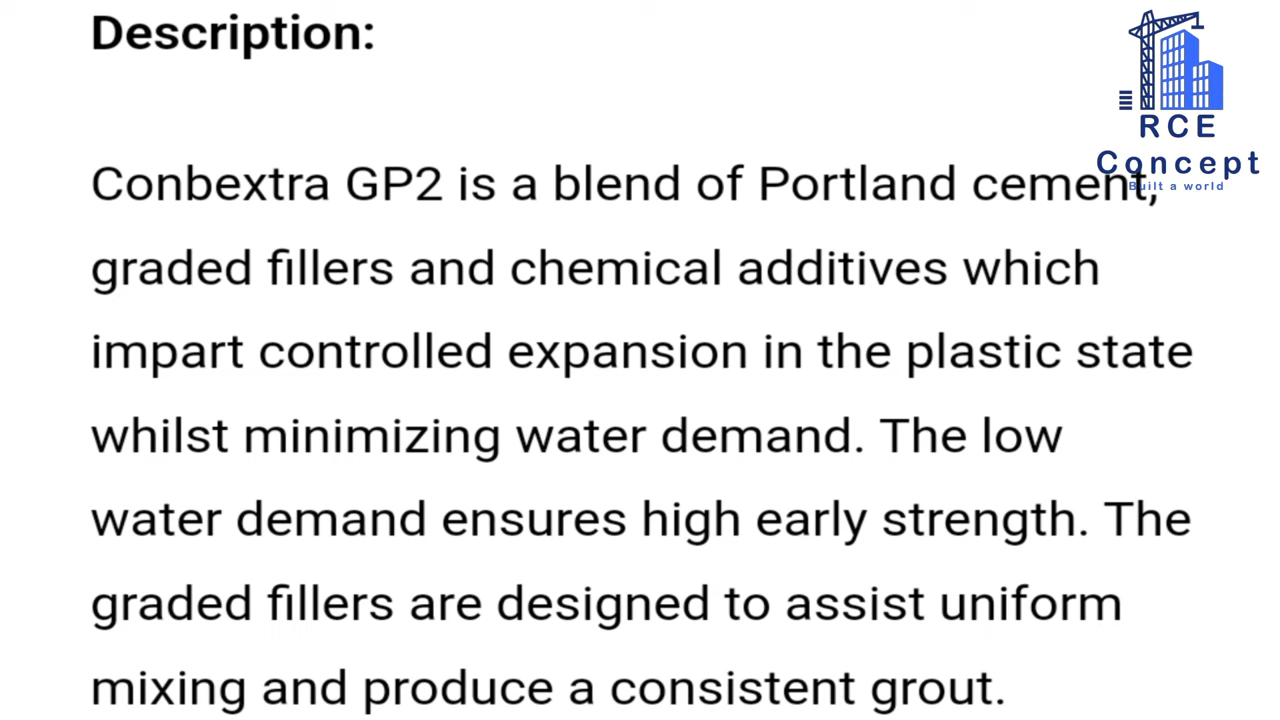 Description:
RCE
Concept
Built a world
Conbextra GP2 is a blend of Portland cement,
graded fillers and chemical additives which
impart controlled expansion in the plastic state
whilst minimizing water demand. The low
water demand ensures high early strength. The
graded fillers are designed to assist uniform
mixing and produce a consistent grout.